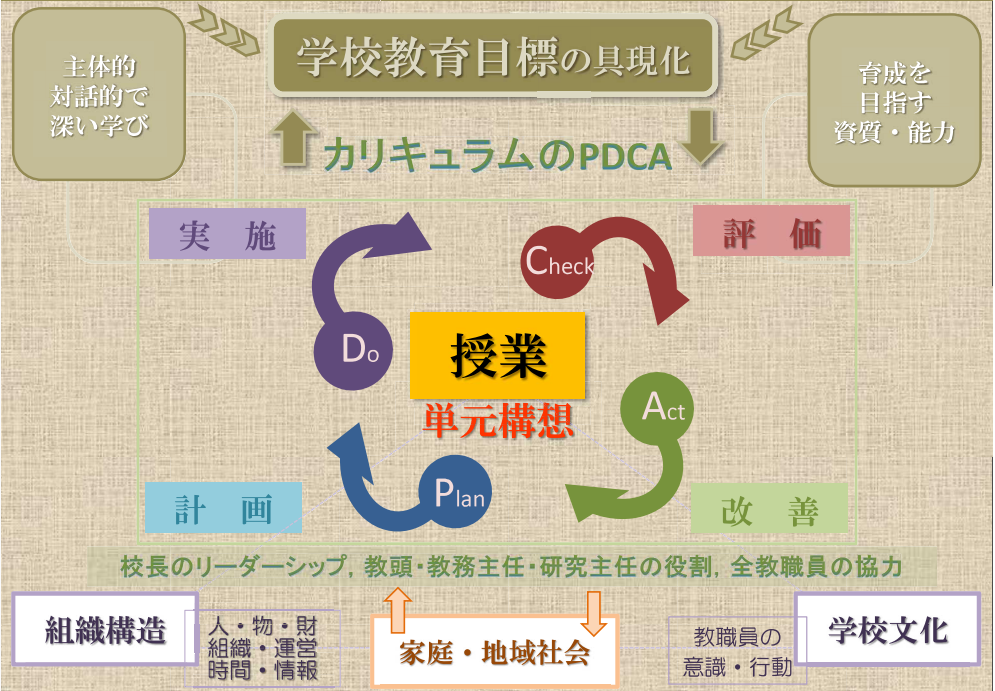 学校教育目標の具現化
主体的
対話的で
深い学び
育成を
目指す
資質・能力
カリキュラムのPDCA
実　施
評　価
Check
Do
授業
単元構想
Act
Plan
計　画
改　善
校長のリーダーシップ, 教頭・教務主任・研究主任の役割, 全教職員の協力
組織構造
人・物・財
組織・運営
時間・情報
家庭・地域社会
教職員の
意識・行動
学校文化